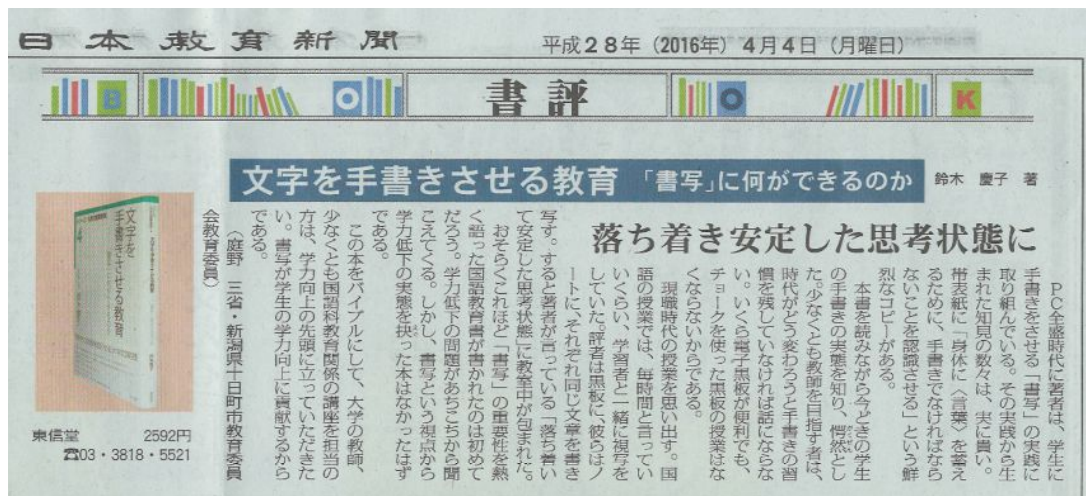 日本教育新聞
平成28年（2016年）4月4日（月曜日）
B O 書評 O K
文字を手書きさせる教育 「書写」に何ができるのか
鈴木 慶子 著
落ち着き安定した思考状態に
ＰＣ全盛時代に著者は、学生に
手書きをさせる「書写」の実践に
取り組んでいる。その実践から生
まれた知見の数々は、実に貴い。
帯表紙に「身体に〈言葉〉を蓄え
るために、手書きでなければなら
ないことを認識させる」という鮮
烈なコピーがある。
本書を読みながら今どきの学生
の手書きの実態を知り、愕然とし
た。少なくとも教師を目指す者は、
時代がどう変わろうと手書きの習
慣を残していなければ話にならな
い。いくら電子黒板が便利でも、
チョークを使った黒板の授業はな
くならないからである。
現職時代の授業を思い出す。国
語の授業では、毎時間と言ってい
いくらい、学習者と一緒に視写を
していた。評者は黒板に、彼らはノ
ートに、それぞれ同じ文章を書き
写す。すると著者が言っている「落ち着い
て安定した思考状態」に教室中が包まれた。
おそらくこれほど「書写」の重要性を熱
く語った国語教育書が書かれたのは初めて
だろう。学力低下の問題があちこちから聞
こえてくる。しかし、書写という視点から
学力低下の実態を抉った本はなかったはず
である。
この本をバイブルにして、大学の教師、
少なくとも国語科教育関係の講座を担当の
方は、学力向上の先頭に立っていただきた
い。書写が学生の学力向上に貢献するから
である。
（庭野 三省・新潟県十日町市教育委員
会教育委員）
文字を
手書きさせる教育
東信堂 2592円
☎03・3818・5521